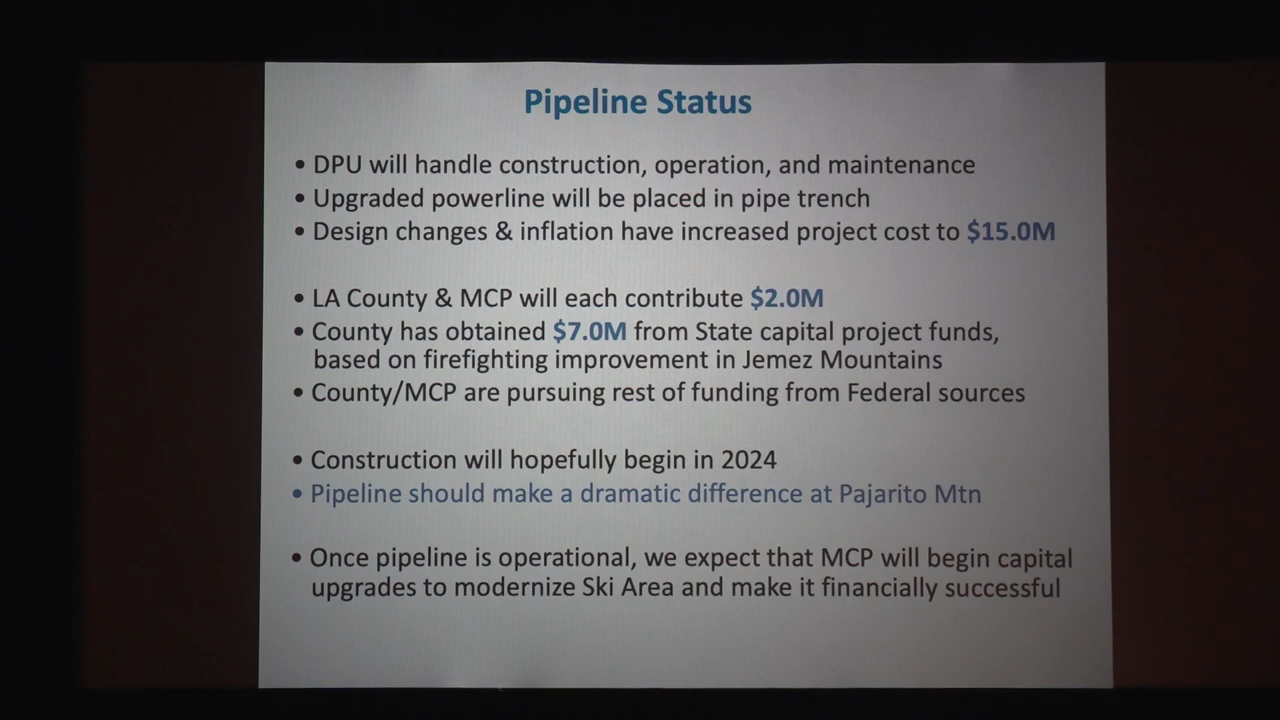 Pipeline Status
• DPU will handle construction, operation, and maintenance
• Upgraded powerline will be placed in pipe trench
• Design changes & inflation have increased project cost to $15.0M
• LA County & MCP will each contribute $2.0M
• County has obtained $7.0M from State capital project funds,
based on firefighting improvement in Jemez Mountains
• County/MCP are pursuing rest of funding from Federal sources
• Construction will hopefully begin in 2024
• Pipeline should make a dramatic difference at Pajarito Mtn
• Once pipeline is operational, we expect that MCP will begin capital
upgrades to modernize Ski Area and make it financially successful